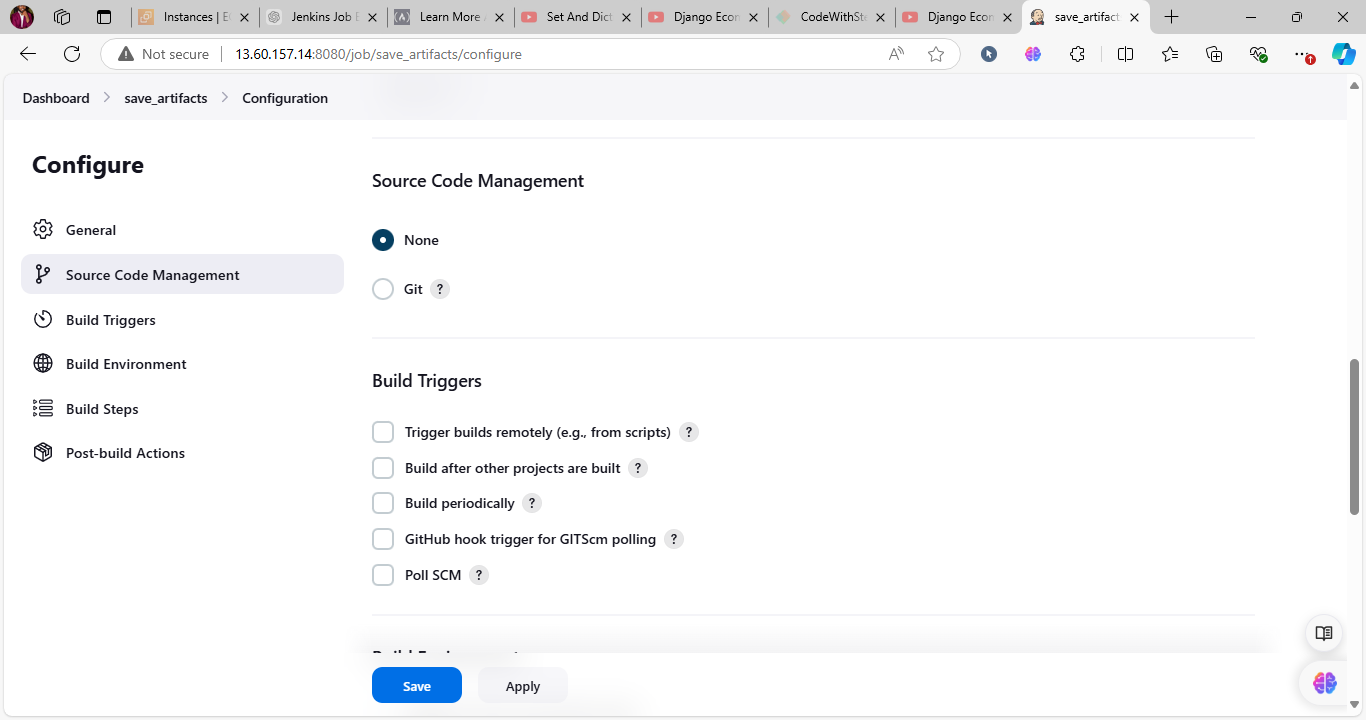 Instances | E
Jenkins Job E
Learn More
Set And Dict
Django Econ
CodeWithSt
Django Econ
save_artifact
Not secure
13.60.157.14:8080/job/save_artifacts/configure
Dashboard
save_artifacts
Configuration
Configure
General
Source Code Management
Build Triggers
Build Environment
Build Steps
Post-build Actions
Source Code Management
None
Git ?
Build Triggers
Trigger builds remotely (e.g., from scripts) ?
Build after other projects are built ?
Build periodically ?
GitHub hook trigger for GITScm polling ?
Poll SCM ?
Save
Apply